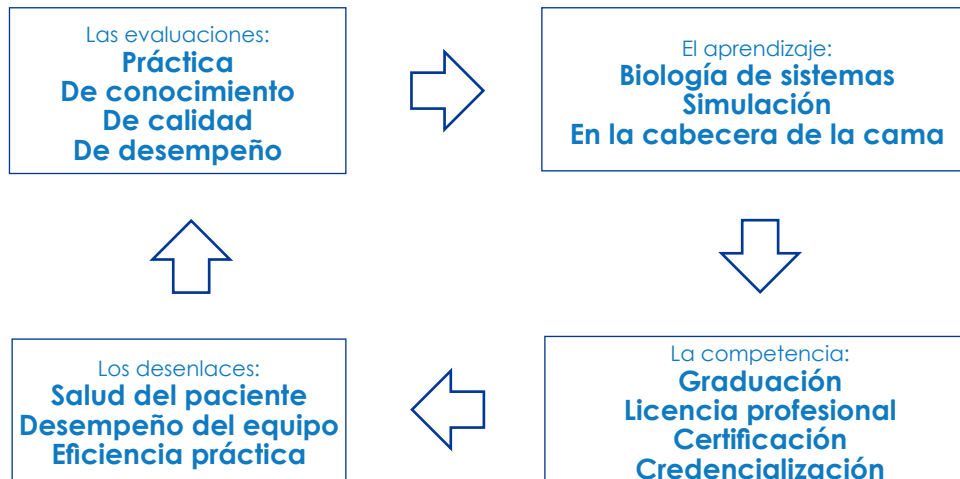 Las evaluaciones:
Práctica
De conocimiento
De calidad
De desempeño
El aprendizaje:
Biología de sistemas
Simulación
En la cabecera de la cama
Los desenlaces:
Salud del paciente
Desempeño del equipo
Eficiencia práctica
La competencia:
Graduación
Licencia profesional
Certificación
Credencialización